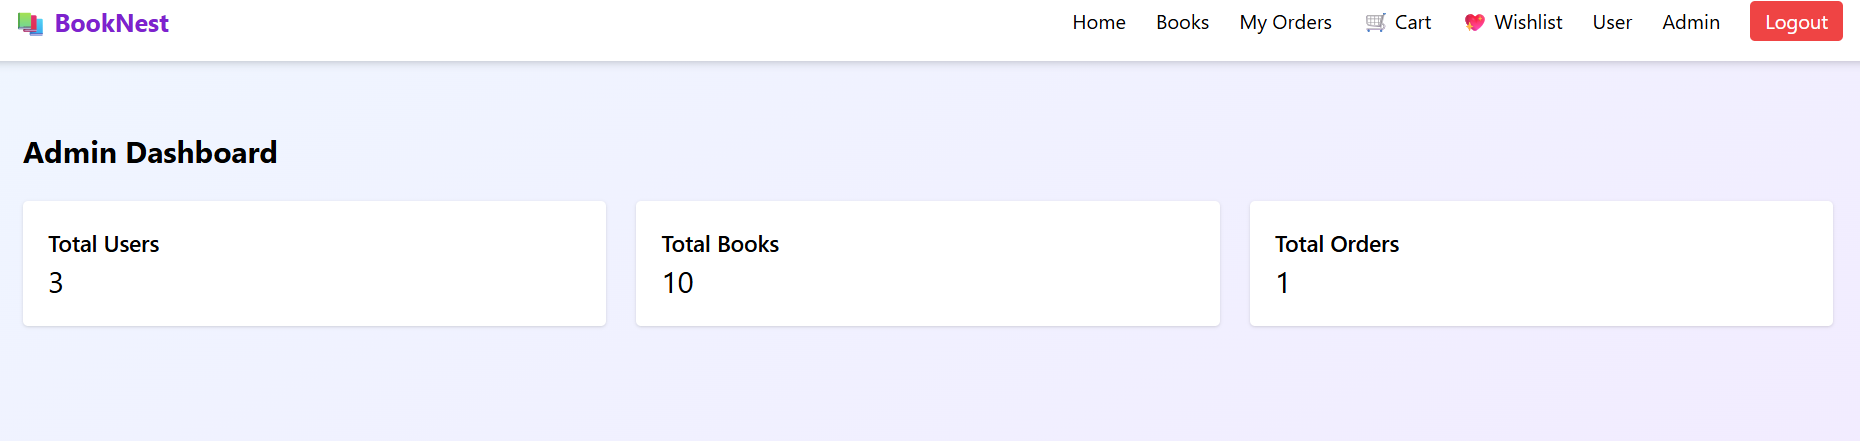 BookNest
Home Books My Orders Cart Wishlist User Admin Logout
Admin Dashboard
Total Users
3
Total Books
10
Total Orders
1